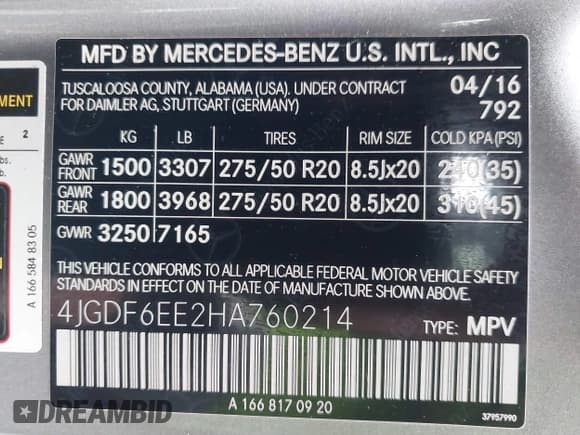 MFD BY MERCEDES-BENZ U.S. INTL., INC
TUSCALOOSA COUNTY, ALABAMA (USA). UNDER CONTRACT 04/16
FOR DAIMLER AG, STUTTGART (GERMANY) 792
KG LB TIRES RIM SIZE COLD KPA(PSI)
GAWR FRONT 1500 3307 275/50 R20 8.5Jx20 240(35)
GAWR REAR 1800 3968 275/50 R20 8.5Jx20 310(45)
GVWR 3250 7165
THIS VEHICLE CONFORMS TO ALL APPLICABLE FEDERAL MOTOR VEHICLE SAFETY
STANDARDS IN EFFECT ON THE DATE OF MANUFACTURE SHOWN ABOVE.
4JGDF6EE2HA760214 TYPE: MPV
A 166 817 09 20
37957990
2
A 166 584 83 05
DREAMBID